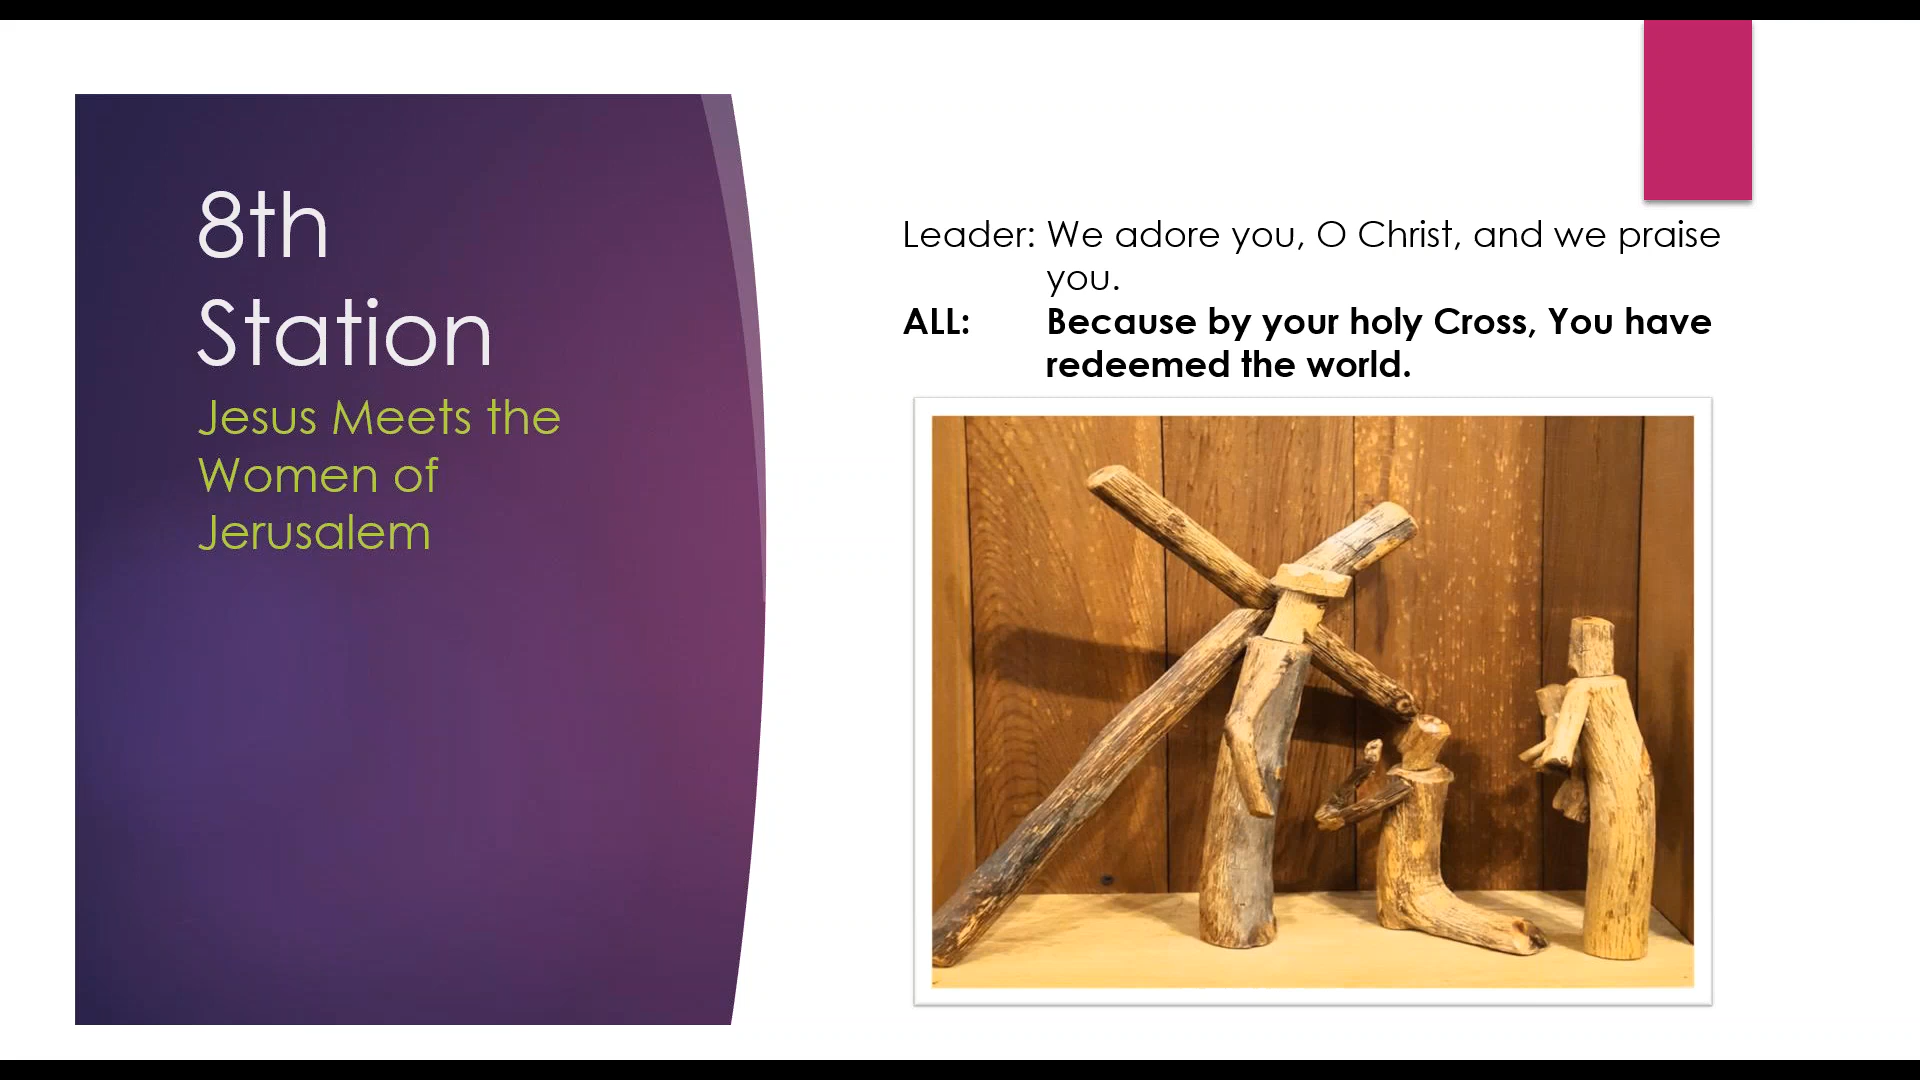 8th
Station
Jesus Meets the
Women of
Jerusalem
Leader: We adore you, O Christ, and we praise
you.
ALL: Because by your holy Cross, You have
redeemed the world.